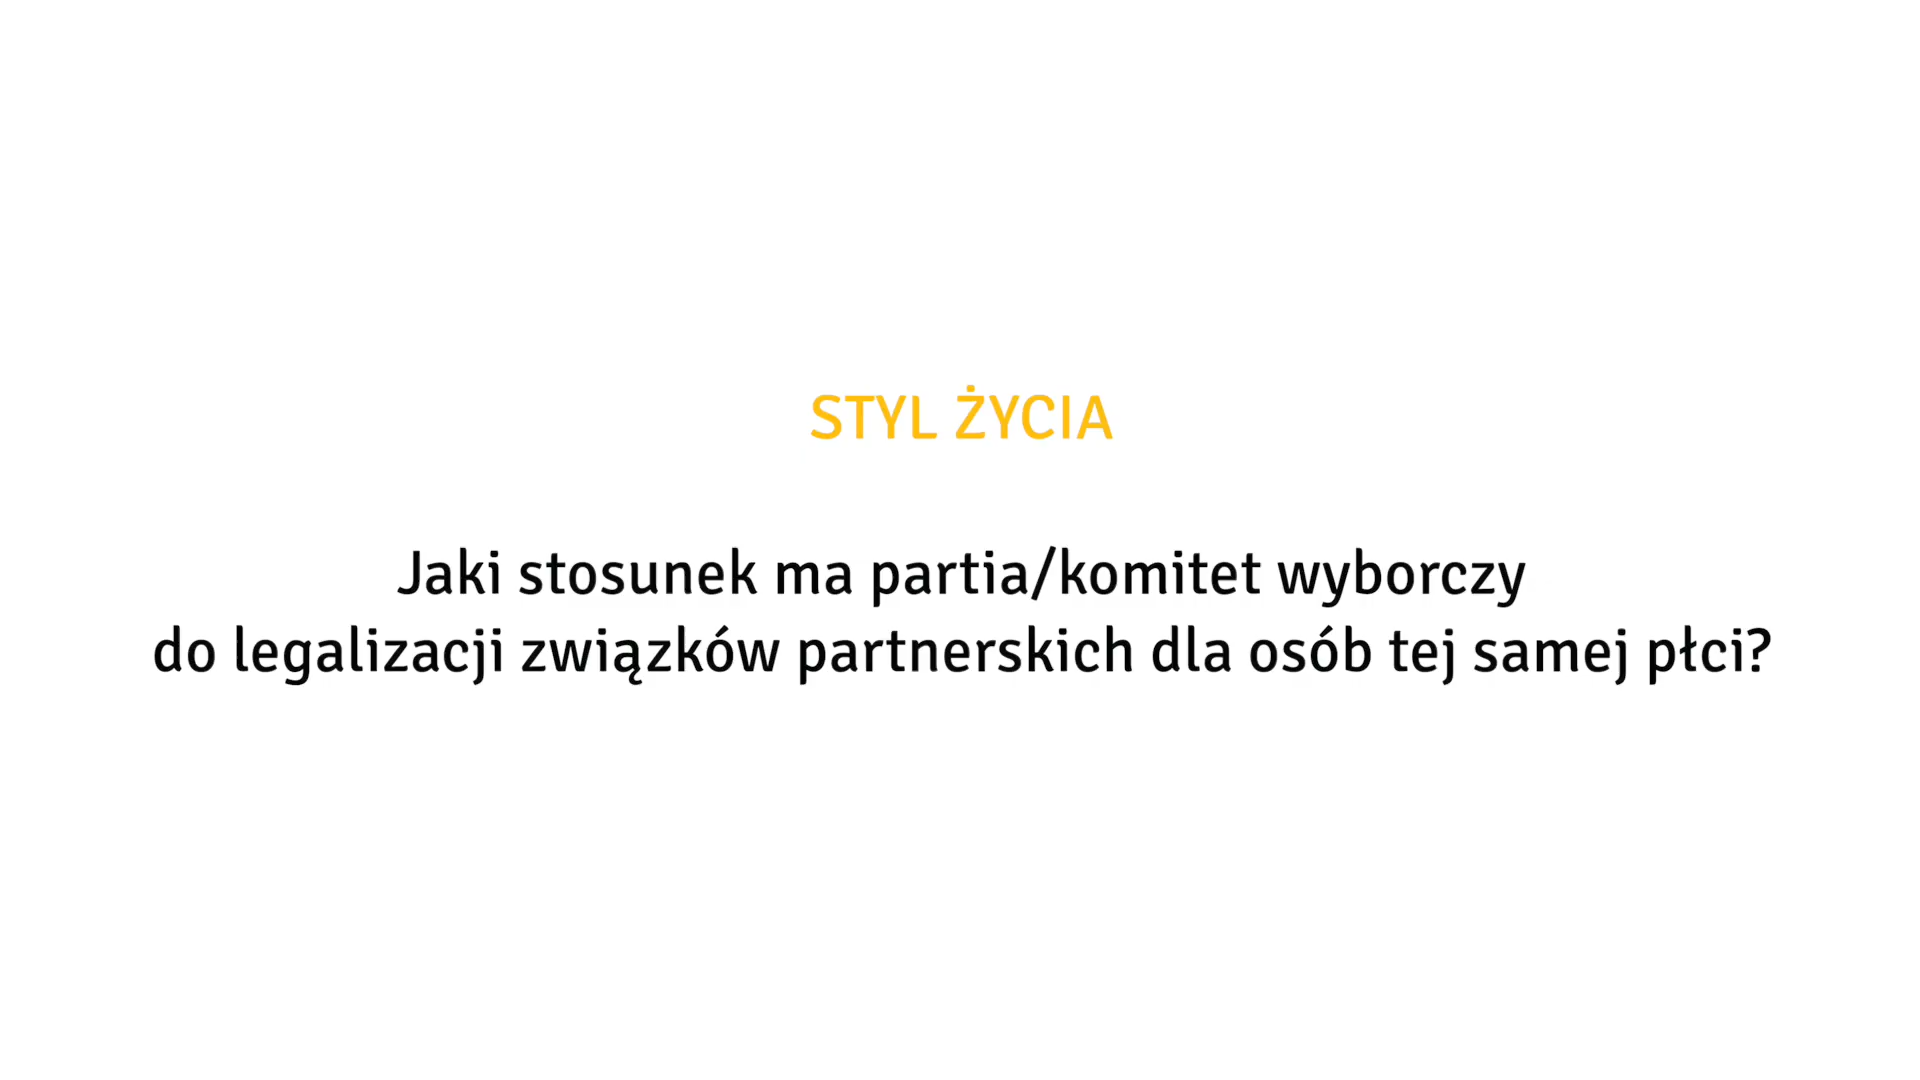 STYL ŻYCIA
Jaki stosunek ma partia/komitet wyborczy
do legalizacji związków partnerskich dla osób tej samej płci?